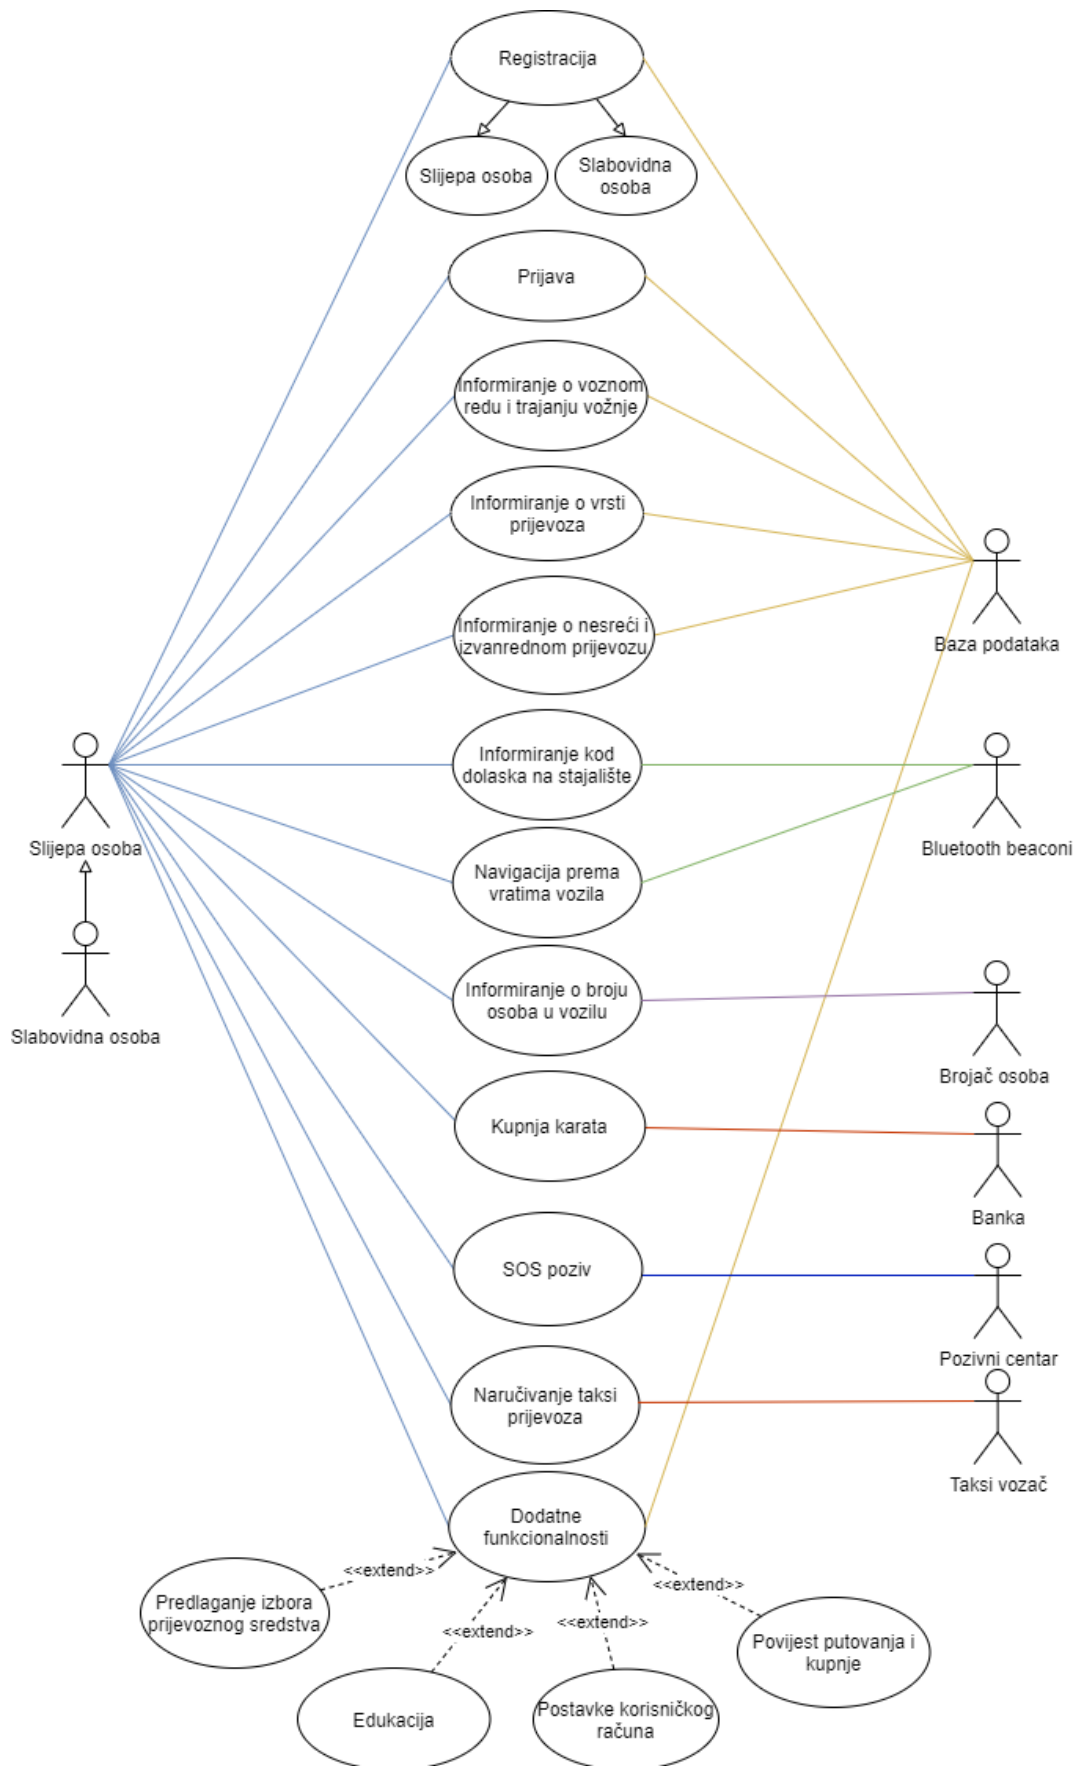 Registracija
Slijepa osoba
Slabovidna
osoba
Prijava
Informiranje o voznom
redu i trajanju vožnje
Informiranje o vrsti
prijevoza
Informiranje o nesreći i
izvanrednom prijevozu
Baza podataka
Informiranje kod
dolaska na stajalište
Slijepa osoba
Bluetooth beaconi
Navigacija prema
vratima vozila
Slabovidna osoba
Informiranje o broju
osoba u vozilu
Brojač osoba
Kupnja karata
Banka
SOS poziv
Pozivni centar
Naručivanje taksi
prijevoza
Taksi vozač
Dodatne
funkcionalnosti
<<extend>>
<<extend>>
<<extend>>
<<extend>>
Predlaganje izbora
prijevoznog sredstva
Povijest putovanja i
kupnje
Edukacija
Postavke korisničkog
računa